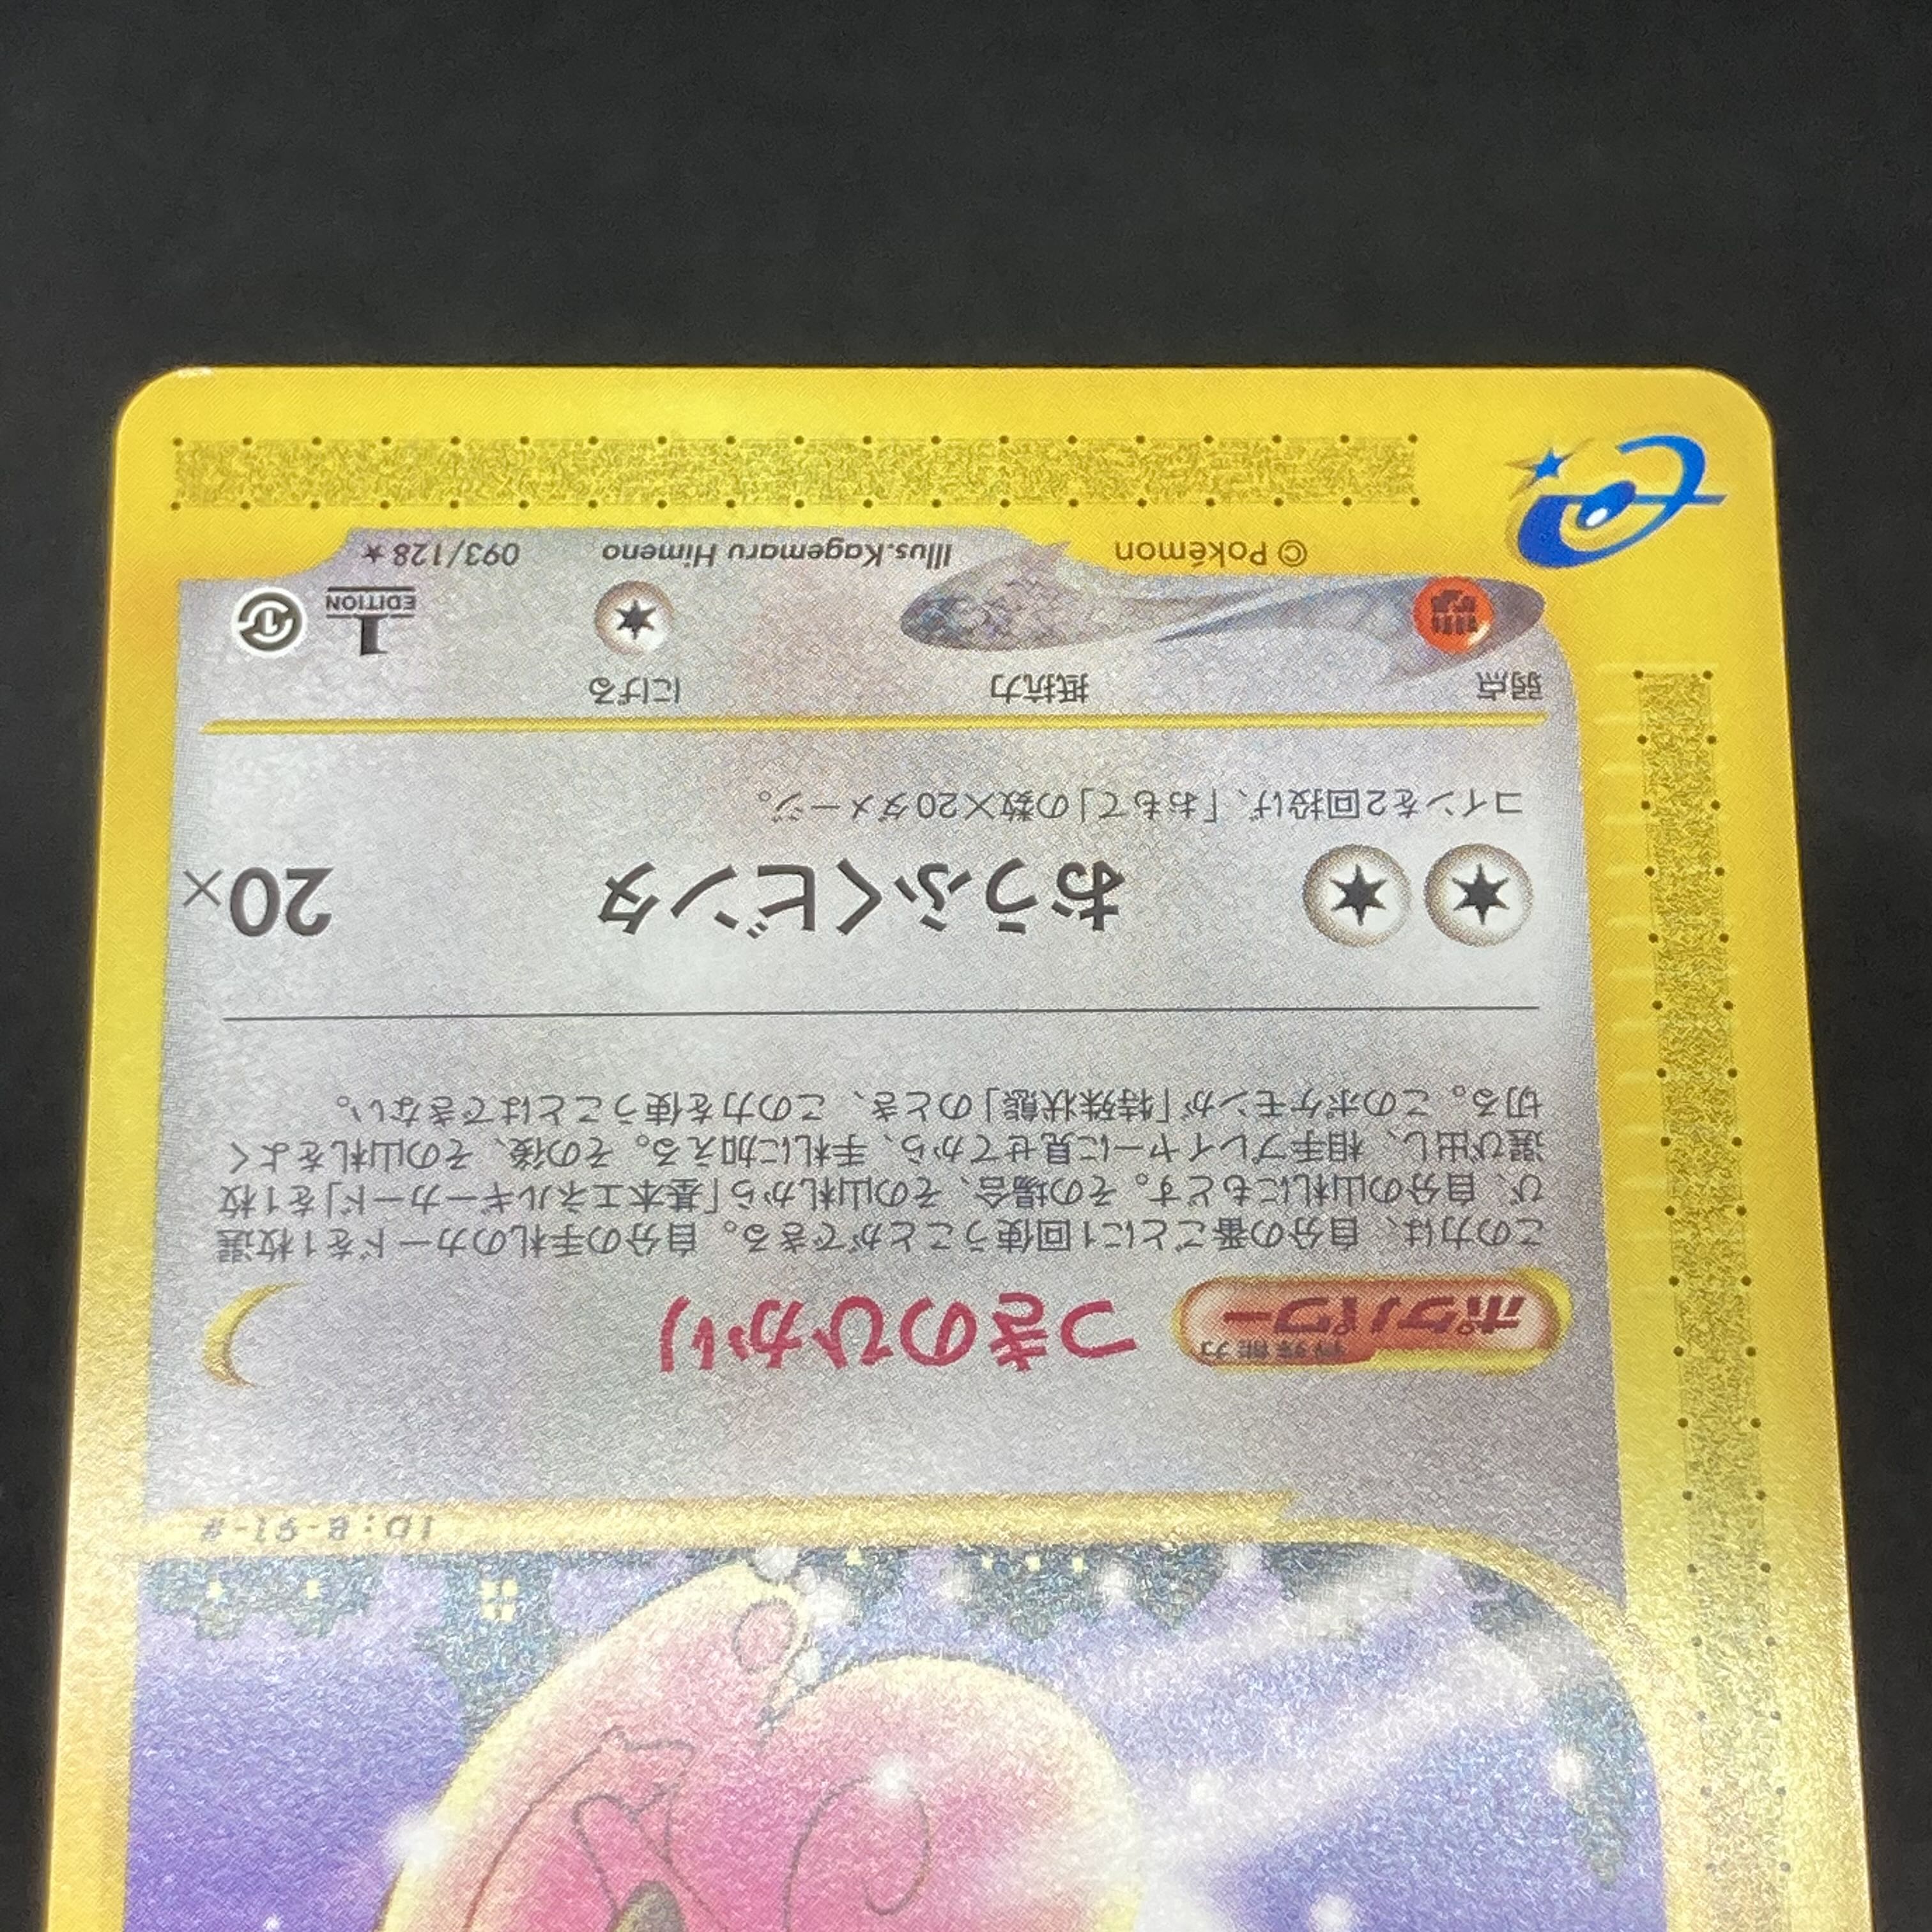 ID:B-91-#
ポケパワー
特殊能力
つきのひかり
この力は、自分の番ごとに1回使うことができる。自分の手札のカードを1枚選
び、自分の山札にもどす。その場合、その山札から「基本エネルギーカード」を1枚
選び出し、相手プレイヤーに見せてから、手札に加える。その後、その山札をよく
切る。このポケモンが「特殊状態」のとき、この力を使うことはできない。
おうふくビンタ 20×
コインを2回投げ、「おもて」の数×20ダメージ。
弱点 抵抗力 にげる
1 EDITION
©Pokémon Illus.Kagemaru Himeno 093/128★